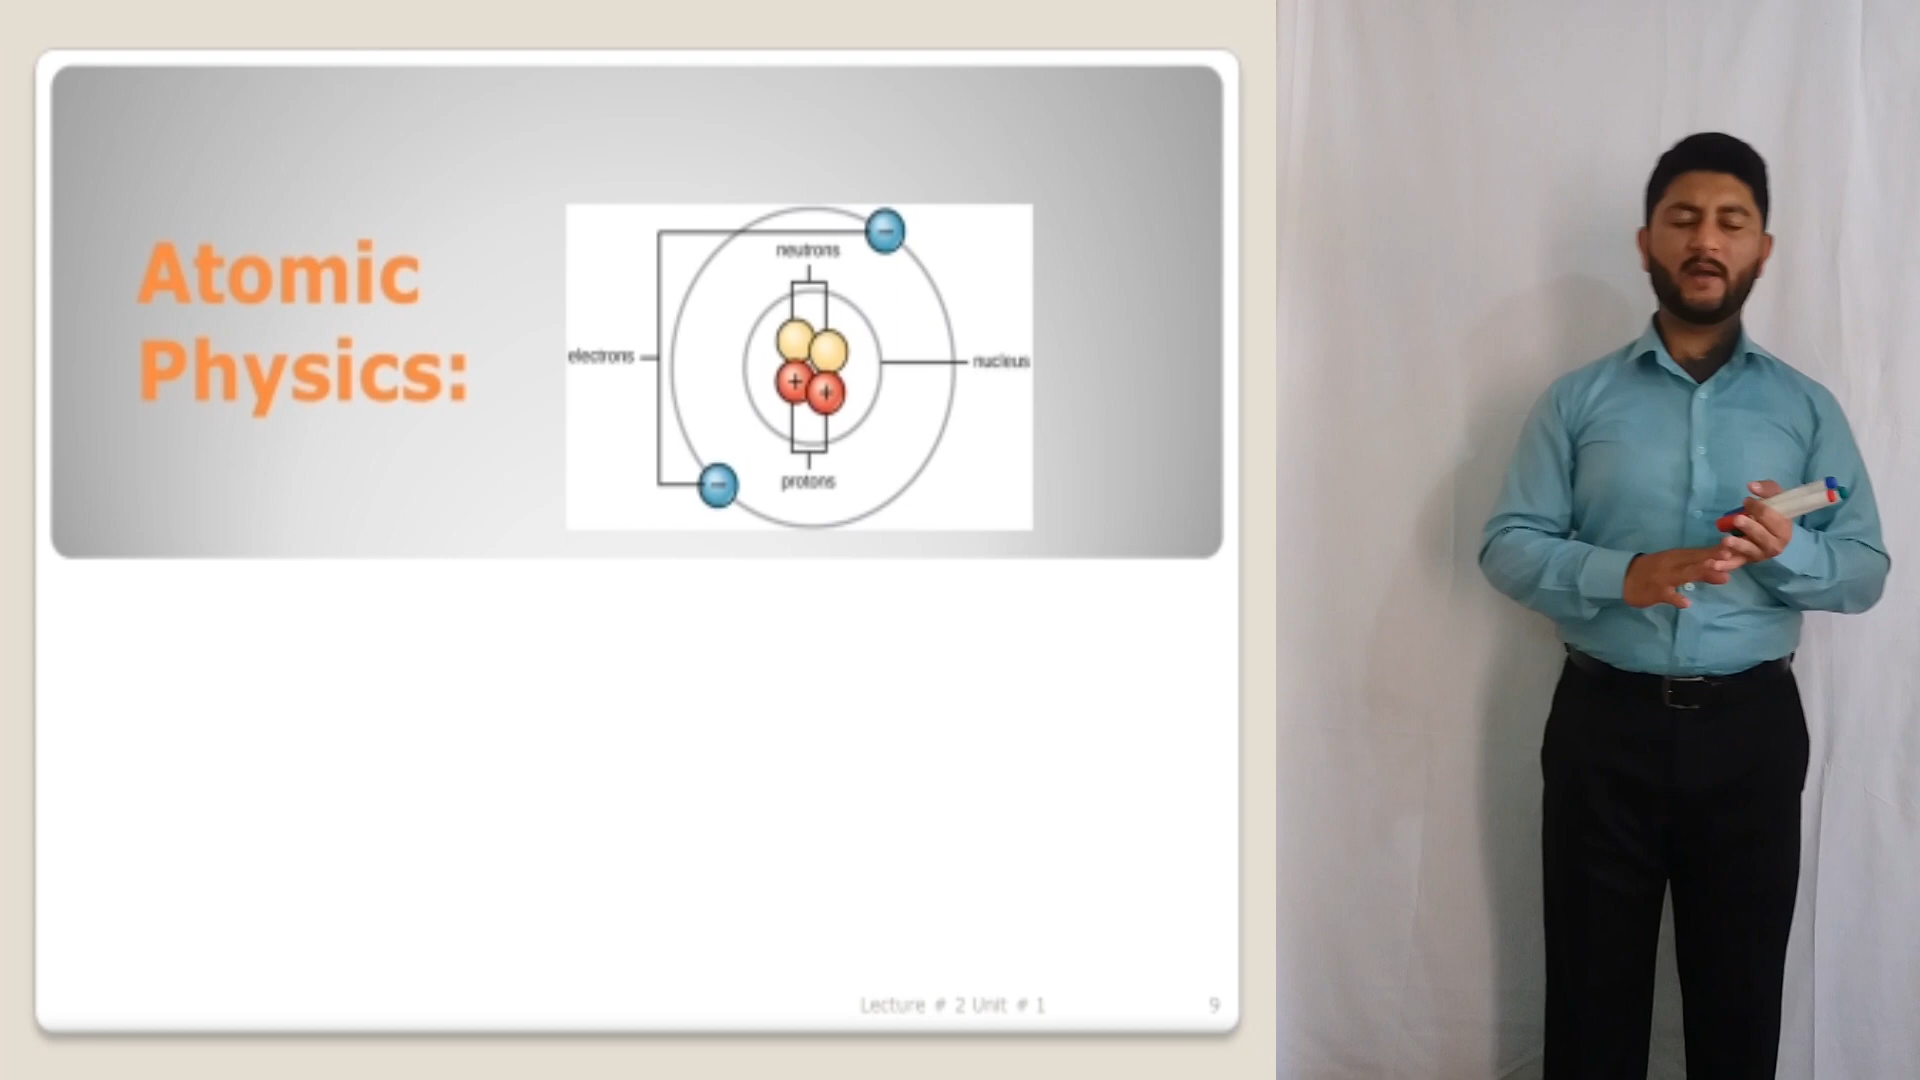 Atomic
Physics:
neutrons
electrons
nucleus
protons
Lecture # 2 Unit # 1
9